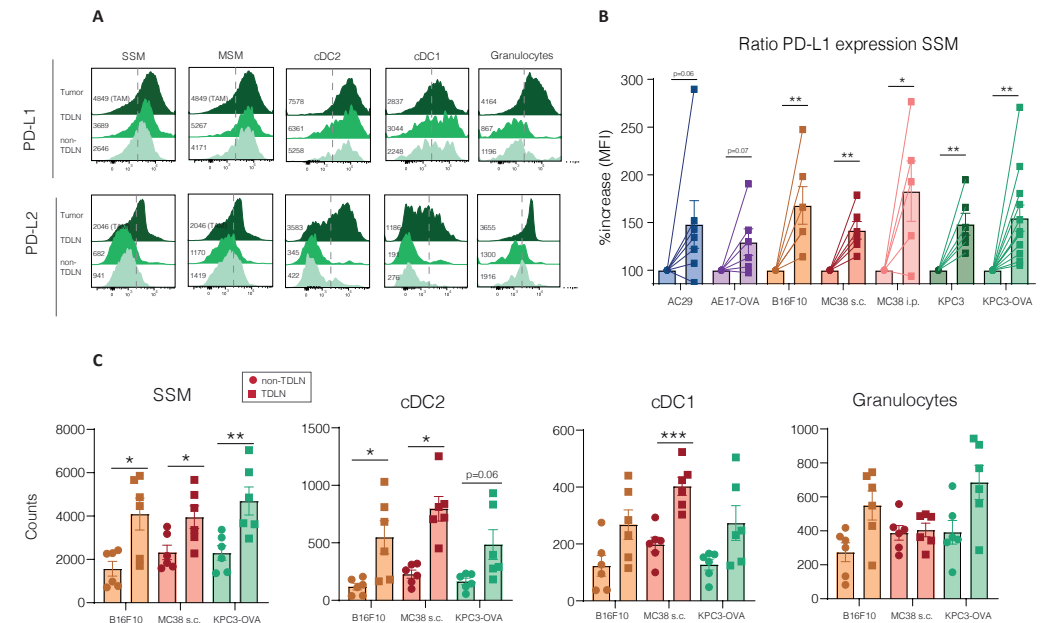 A
SSM MSM cDC2 cDC1 Granulocytes
PD-L1
Tumor
TDLN
non-
TDLN
4849 (TAM) 4849 (TAM) 7578 2837 4164
3689 5267 6361 3044 867
2646 4171 5258 2248 1196
PD-L2
Tumor
TDLN
non-
TDLN
2046 (TAM) 2046 (TAM) 3583 1186 3655
682 1170 345 191 1300
941 1419 422 276 1916
B
Ratio PD-L1 expression SSM
%increase (MFI)
300
250
200
150
100
p=0.06 p=0.07 ** ** * ** **
AC29 AE17-OVA B16F10 MC38 s.c. MC38 i.p. KPC3 KPC3-OVA
C
non-TDLN
TDLN
SSM
Counts
8000
6000
4000
2000
0
* * **
B16F10 MC38 s.c. KPC3-OVA
cDC2
1500
1000
500
0
* * p=0.06
B16F10 MC38 s.c. KPC3-OVA
cDC1
600
400
200
0
***
B16F10 MC38 s.c. KPC3-OVA
Granulocytes
1000
800
600
400
200
0
B16F10 MC38 s.c. KPC3-OVA